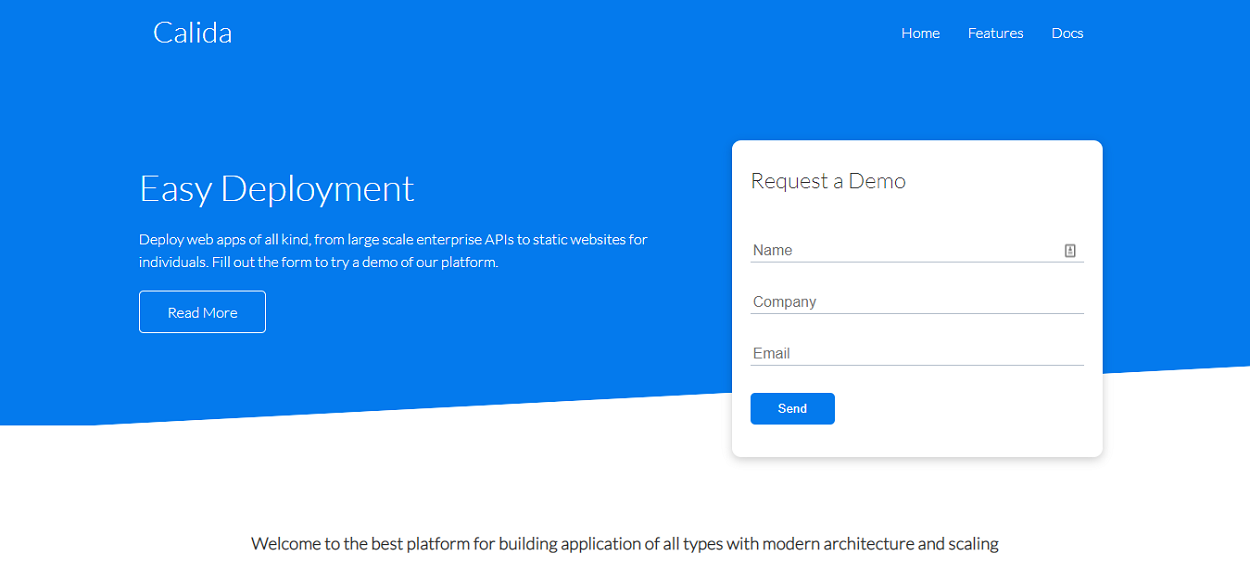 Calida
Home Features Docs
Easy Deployment
Deploy web apps of all kind, from large scale enterprise APIs to static websites for
individuals. Fill out the form to try a demo of our platform.
Read More
Request a Demo
Name
Company
Email
Send
Welcome to the best platform for building application of all types with modern architecture and scaling